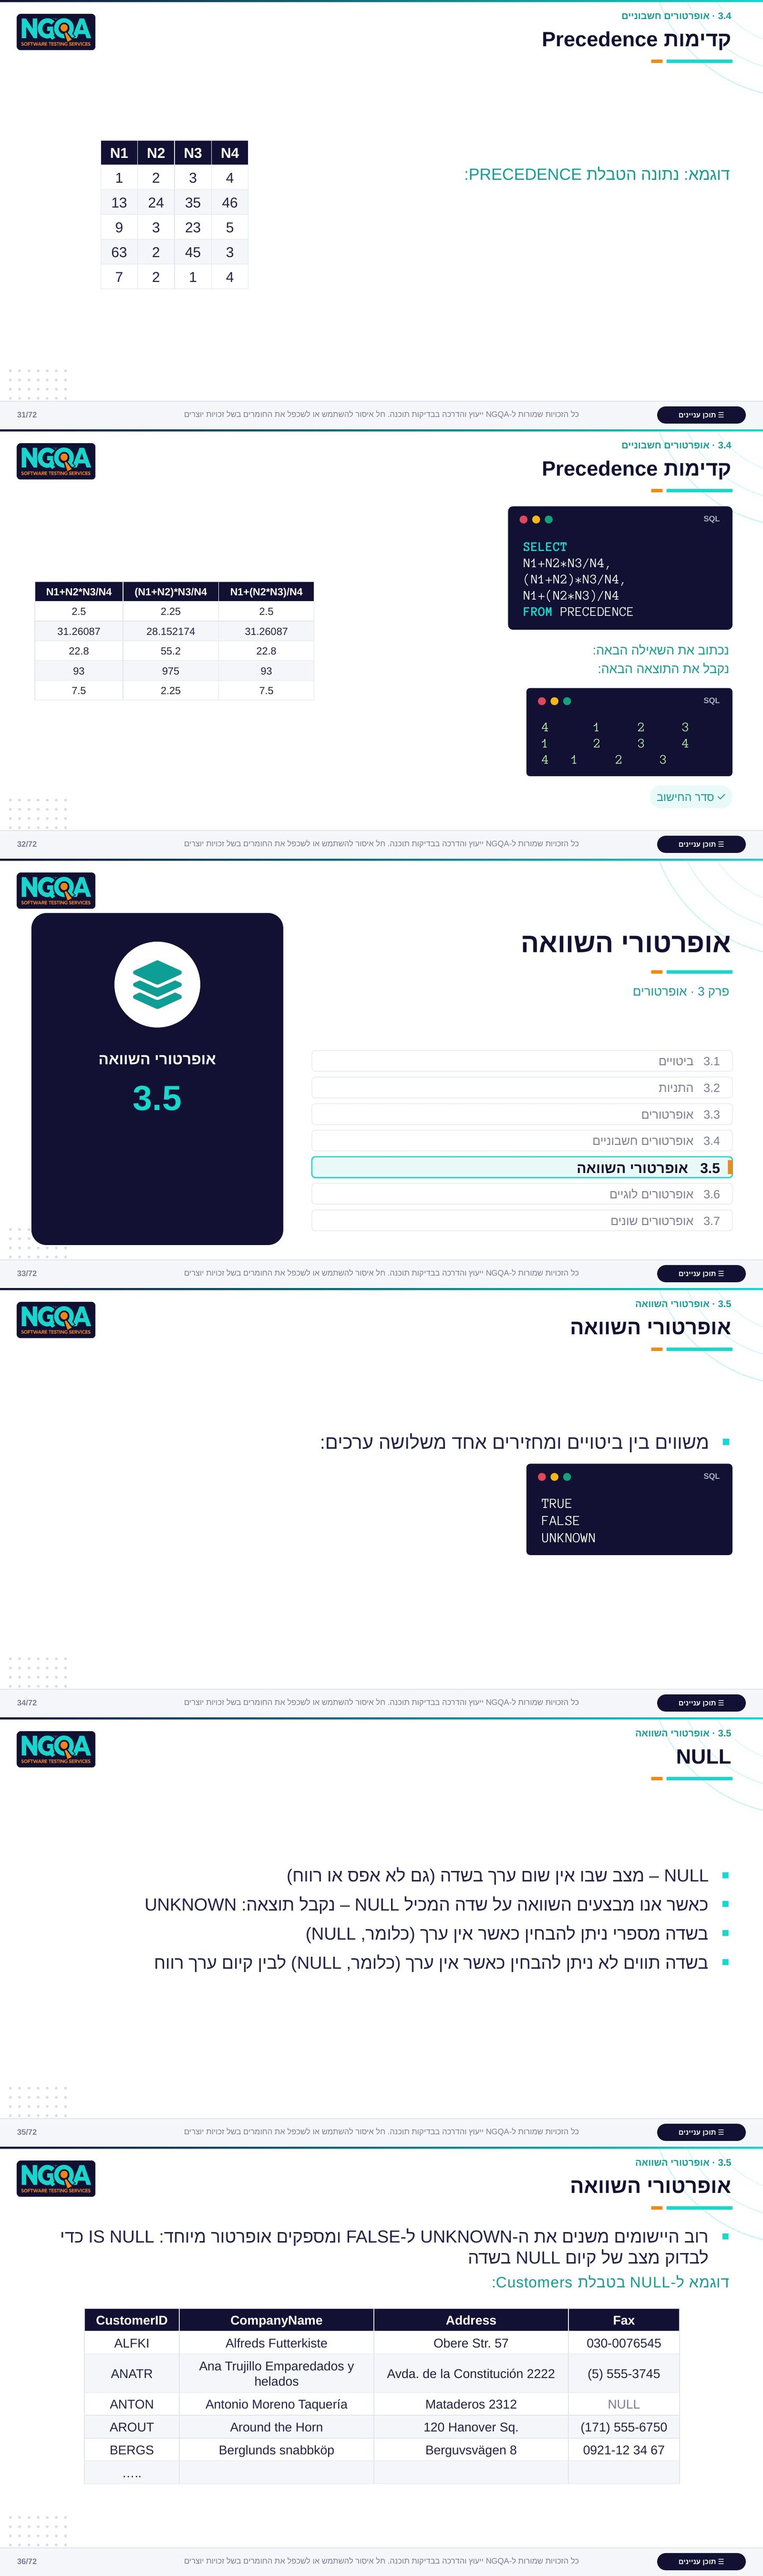 NGQA
SOFTWARE TESTING SERVICES
3.4 · אופרטורים חשבוניים
קדימות Precedence
דוגמא: נתונה הטבלת PRECEDENCE:
N1 N2 N3 N4
1 2 3 4
13 24 35 46
9 3 23 5
63 2 45 3
7 2 1 4
☰ תוכן עניינים
כל הזכויות שמורות ל-NGQA ייעוץ והדרכה בבדיקות תוכנה. חל איסור להשתמש או לשכפל את החומרים בשל זכויות יוצרים
31/72
NGQA
SOFTWARE TESTING SERVICES
3.4 · אופרטורים חשבוניים
קדימות Precedence
SQL
SELECT
N1+N2*N3/N4,
(N1+N2)*N3/N4,
N1+(N2*N3)/N4
FROM PRECEDENCE
נכתוב את השאילה הבאה:
נקבל את התוצאה הבאה:
N1+N2*N3/N4 (N1+N2)*N3/N4 N1+(N2*N3)/N4
2.5 2.25 2.5
31.26087 28.152174 31.26087
22.8 55.2 22.8
93 975 93
7.5 2.25 7.5
SQL
4 1 2 3
1 2 3 4
4 1 2 3
✓ סדר החישוב
☰ תוכן עניינים
כל הזכויות שמורות ל-NGQA ייעוץ והדרכה בבדיקות תוכנה. חל איסור להשתמש או לשכפל את החומרים בשל זכויות יוצרים
32/72
NGQA
SOFTWARE TESTING SERVICES
אופרטורי השוואה
פרק 3 · אופרטורים
אופרטורי השוואה
3.5
3.1 ביטויים
3.2 התניות
3.3 אופרטורים
3.4 אופרטורים חשבוניים
3.5 אופרטורי השוואה
3.6 אופרטורים לוגיים
3.7 אופרטורים שונים
☰ תוכן עניינים
כל הזכויות שמורות ל-NGQA ייעוץ והדרכה בבדיקות תוכנה. חל איסור להשתמש או לשכפל את החומרים בשל זכויות יוצרים
33/72
NGQA
SOFTWARE TESTING SERVICES
3.5 · אופרטורי השוואה
אופרטורי השוואה
משווים בין ביטויים ומחזירים אחד משלושה ערכים:
SQL
TRUE
FALSE
UNKNOWN
☰ תוכן עניינים
כל הזכויות שמורות ל-NGQA ייעוץ והדרכה בבדיקות תוכנה. חל איסור להשתמש או לשכפל את החומרים בשל זכויות יוצרים
34/72
NGQA
SOFTWARE TESTING SERVICES
3.5 · אופרטורי השוואה
NULL
NULL – מצב שבו אין שום ערך בשדה (גם לא אפס או רווח)
כאשר אנו מבצעים השוואה על שדה המכיל NULL – נקבל תוצאה: UNKNOWN
בשדה מספרי ניתן להבחין כאשר אין ערך (כלומר, NULL)
בשדה תווים לא ניתן להבחין כאשר אין ערך (כלומר, NULL) לבין קיום ערך רווח
☰ תוכן עניינים
כל הזכויות שמורות ל-NGQA ייעוץ והדרכה בבדיקות תוכנה. חל איסור להשתמש או לשכפל את החומרים בשל זכויות יוצרים
35/72
NGQA
SOFTWARE TESTING SERVICES
3.5 · אופרטורי השוואה
אופרטורי השוואה
רוב היישומים משנים את ה-UNKNOWN ל-FALSE ומספקים אופרטור מיוחד: IS NULL כדי
לבדוק מצב של קיום NULL בשדה
דוגמא ל-NULL בטבלת Customers:
CustomerID CompanyName Address Fax
ALFKI Alfreds Futterkiste Obere Str. 57 030-0076545
ANATR Ana Trujillo Emparedados y helados Avda. de la Constitución 2222 (5) 555-3745
ANTON Antonio Moreno Taquería Mataderos 2312 NULL
AROUT Around the Horn 120 Hanover Sq. (171) 555-6750
BERGS Berglunds snabbköp Berguvsvägen 8 0921-12 34 67
…..
☰ תוכן עניינים
כל הזכויות שמורות ל-NGQA ייעוץ והדרכה בבדיקות תוכנה. חל איסור להשתמש או לשכפל את החומרים בשל זכויות יוצרים
36/72